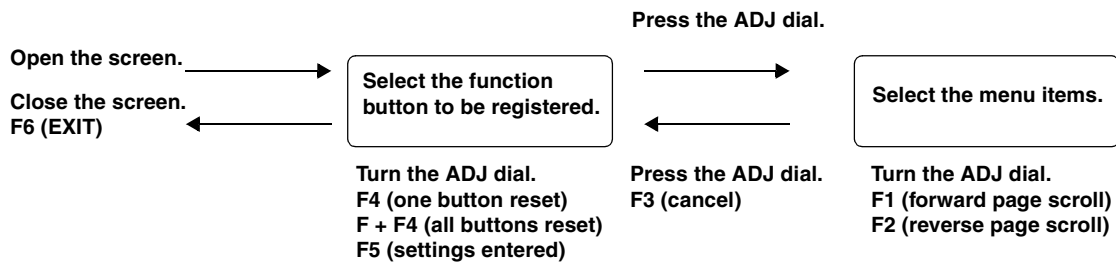 Press the ADJ dial.
Open the screen.
Close the screen.
F6 (EXIT)
Select the function
button to be registered.
Select the menu items.
Turn the ADJ dial.
F4 (one button reset)
F + F4 (all buttons reset)
F5 (settings entered)
Press the ADJ dial.
F3 (cancel)
Turn the ADJ dial.
F1 (forward page scroll)
F2 (reverse page scroll)